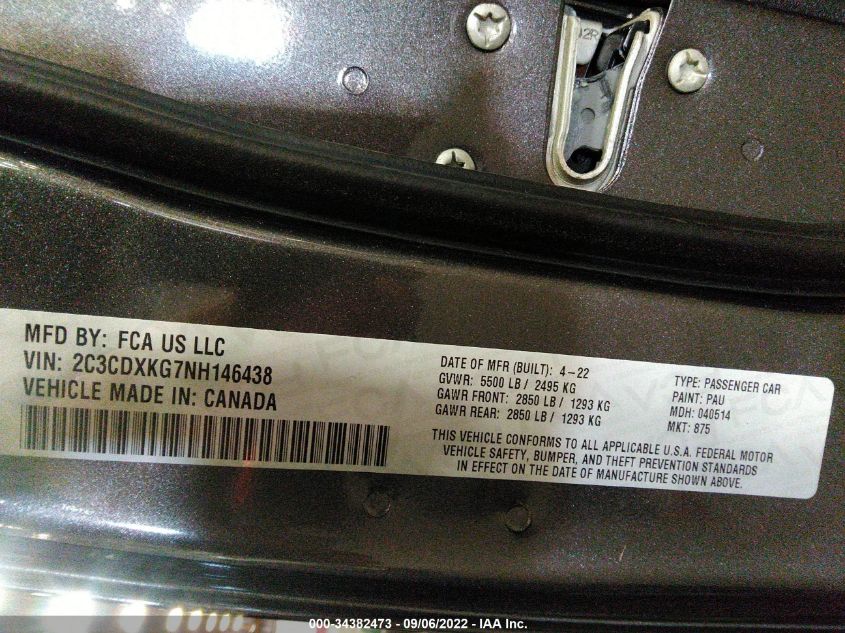 12R
MFD BY: FCA US LLC
VIN: 2C3CDXKG7NH146438
VEHICLE MADE IN: CANADA
DATE OF MFR (BUILT): 4-22
GVWR: 5500 LB / 2495 KG
GAWR FRONT: 2850 LB / 1293 KG
GAWR REAR: 2850 LB / 1293 KG
TYPE: PASSENGER CAR
PAINT: PAU
MDH: 040514
MKT: 875
THIS VEHICLE CONFORMS TO ALL APPLICABLE U.S.A. FEDERAL MOTOR
VEHICLE SAFETY, BUMPER, AND THEFT PREVENTION STANDARDS
IN EFFECT ON THE DATE OF MANUFACTURE SHOWN ABOVE.
000-34382473 - 09/06/2022 - IAA Inc.